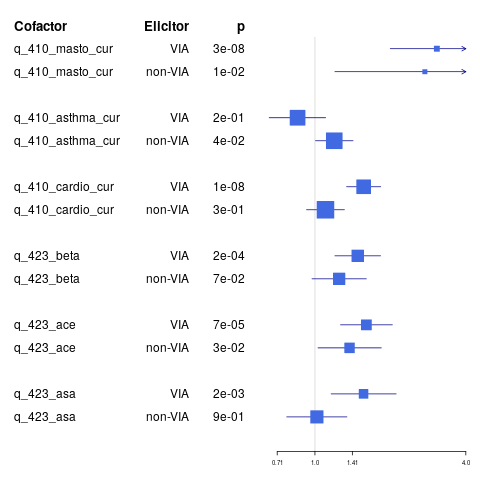 Cofactor Elicitor p
q_410_masto_cur VIA 3e-08
q_410_masto_cur non-VIA 1e-02
q_410_asthma_cur VIA 2e-01
q_410_asthma_cur non-VIA 4e-02
q_410_cardio_cur VIA 1e-08
q_410_cardio_cur non-VIA 3e-01
q_423_beta VIA 2e-04
q_423_beta non-VIA 7e-02
q_423_ace VIA 7e-05
q_423_ace non-VIA 3e-02
q_423_asa VIA 2e-03
q_423_asa non-VIA 9e-01
0.71 1.0 1.41 4.0